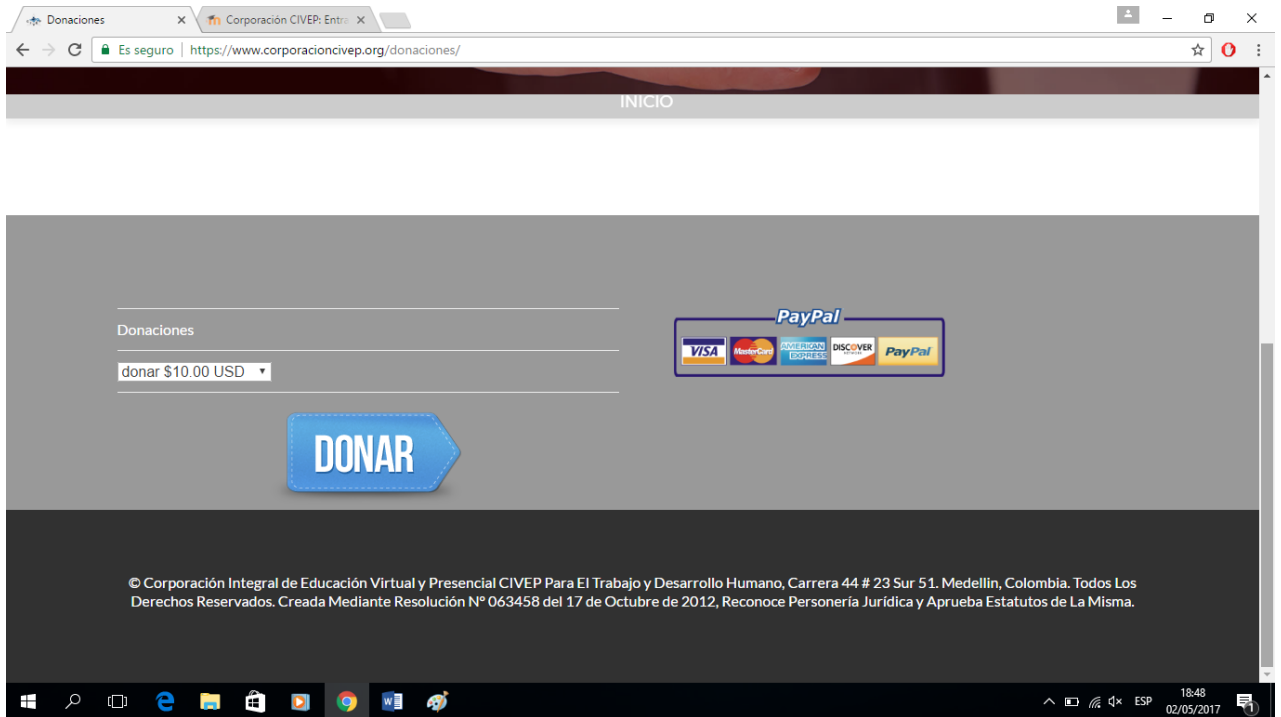 Donaciones
Corporación CIVEP: Entra
Es seguro
https://www.corporacioncivep.org/donaciones/
INICIO
Donaciones
donar $10.00 USD
DONAR
PayPal
VISA
MasterCard
AMERICAN EXPRESS
DISCOVER
NETWORK
PayPal
© Corporación Integral de Educación Virtual y Presencial CIVEP Para El Trabajo y Desarrollo Humano, Carrera 44 # 23 Sur 51. Medellin, Colombia. Todos Los
Derechos Reservados. Creada Mediante Resolución N° 063458 del 17 de Octubre de 2012, Reconoce Personería Jurídica y Aprueba Estatutos de La Misma.
ESP
18:48
02/05/2017
1